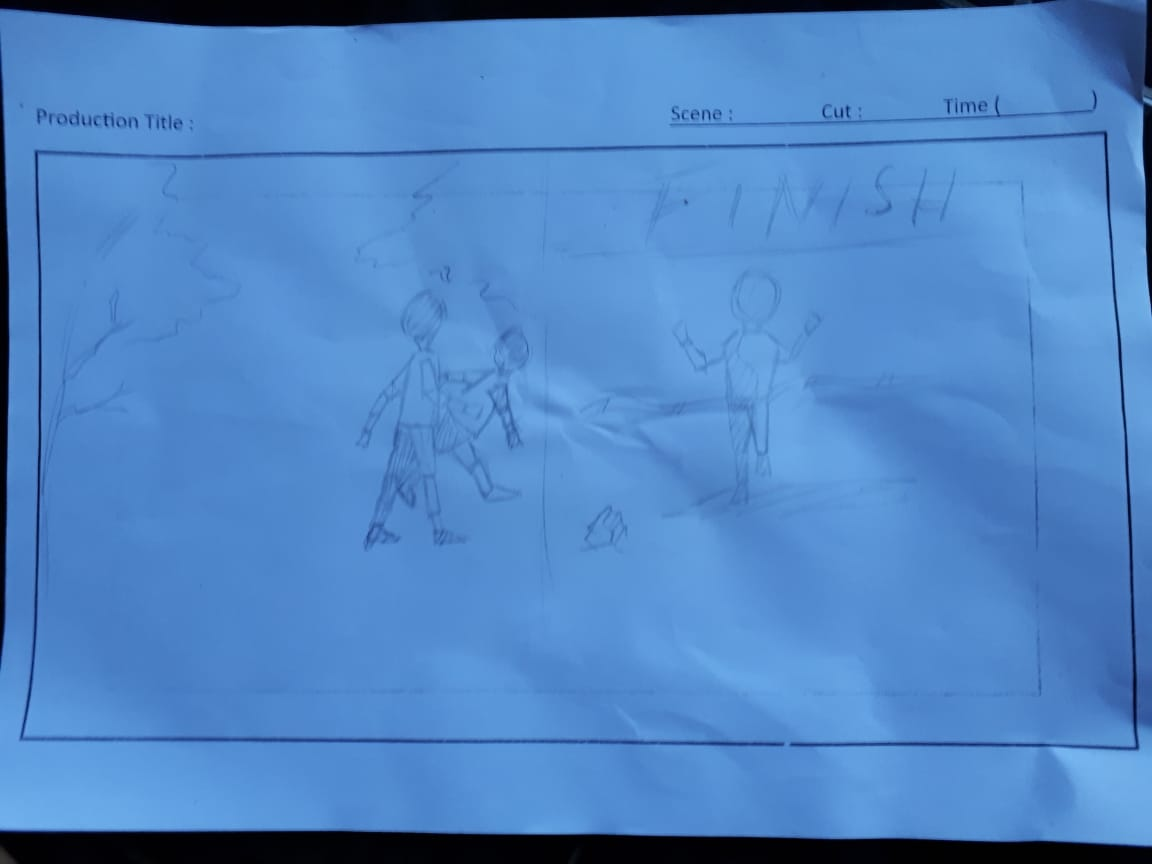 Production Title :
Scene : Cut : Time ( )
FINISH